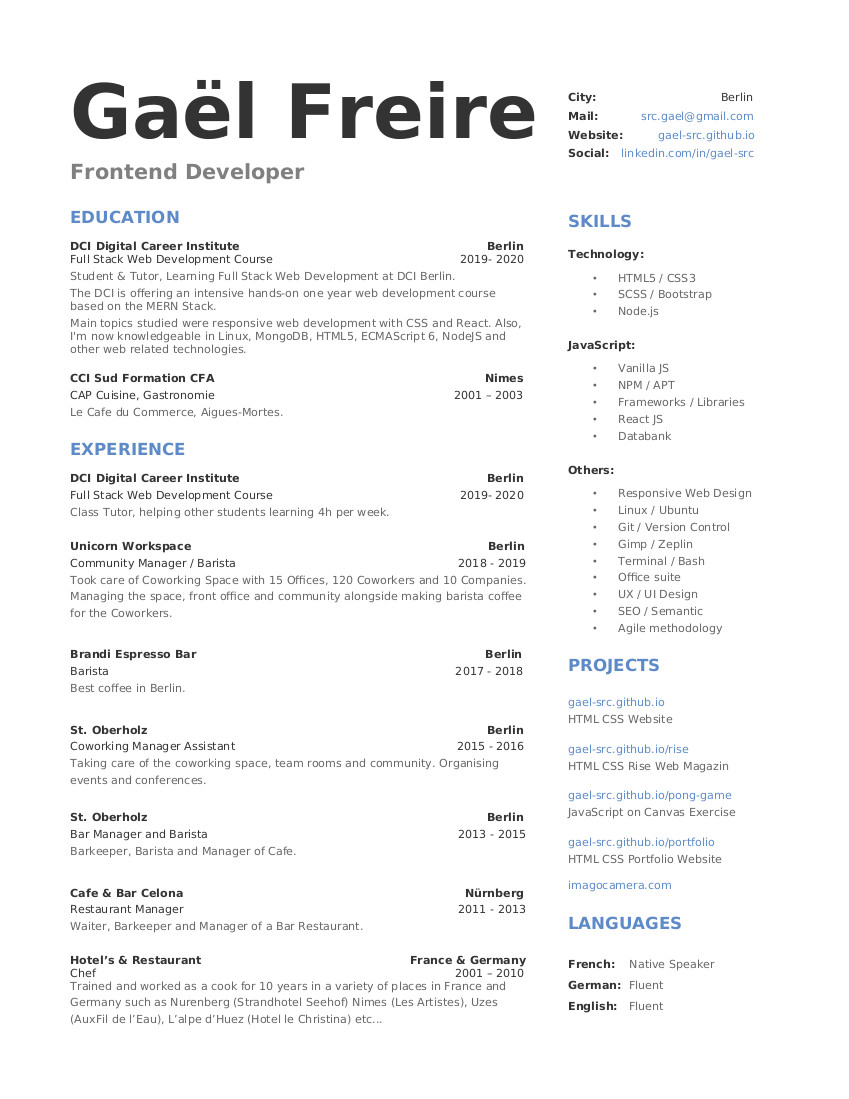 Gaël Freire
Frontend Developer
City: Berlin
Mail: src.gael@gmail.com
Website: gael-src.github.io
Social: linkedin.com/in/gael-src
EDUCATION
DCI Digital Career Institute Berlin
Full Stack Web Development Course 2019- 2020
Student & Tutor, Learning Full Stack Web Development at DCI Berlin.
The DCI is offering an intensive hands-on one year web development course
based on the MERN Stack.
Main topics studied were responsive web development with CSS and React. Also,
I'm now knowledgeable in Linux, MongoDB, HTML5, ECMAScript 6, NodeJS and
other web related technologies.
CCI Sud Formation CFA Nimes
CAP Cuisine, Gastronomie 2001 – 2003
Le Cafe du Commerce, Aigues-Mortes.
EXPERIENCE
DCI Digital Career Institute Berlin
Full Stack Web Development Course 2019- 2020
Class Tutor, helping other students learning 4h per week.
Unicorn Workspace Berlin
Community Manager / Barista 2018 - 2019
Took care of Coworking Space with 15 Offices, 120 Coworkers and 10 Companies.
Managing the space, front office and community alongside making barista coffee
for the Coworkers.
Brandi Espresso Bar Berlin
Barista 2017 - 2018
Best coffee in Berlin.
St. Oberholz Berlin
Coworking Manager Assistant 2015 - 2016
Taking care of the coworking space, team rooms and community. Organising
events and conferences.
St. Oberholz Berlin
Bar Manager and Barista 2013 - 2015
Barkeeper, Barista and Manager of Cafe.
Cafe & Bar Celona Nürnberg
Restaurant Manager 2011 - 2013
Waiter, Barkeeper and Manager of a Bar Restaurant.
Hotel’s & Restaurant France & Germany
Chef 2001 – 2010
Trained and worked as a cook for 10 years in a variety of places in France and
Germany such as Nurenberg (Strandhotel Seehof) Nimes (Les Artistes), Uzes
(AuxFil de l’Eau), L’alpe d’Huez (Hotel le Christina) etc...
SKILLS
Technology:
• HTML5 / CSS3
• SCSS / Bootstrap
• Node.js
JavaScript:
• Vanilla JS
• NPM / APT
• Frameworks / Libraries
• React JS
• Databank
Others:
• Responsive Web Design
• Linux / Ubuntu
• Git / Version Control
• Gimp / Zeplin
• Terminal / Bash
• Office suite
• UX / UI Design
• SEO / Semantic
• Agile methodology
PROJECTS
gael-src.github.io
HTML CSS Website
gael-src.github.io/rise
HTML CSS Rise Web Magazin
gael-src.github.io/pong-game
JavaScript on Canvas Exercise
gael-src.github.io/portfolio
HTML CSS Portfolio Website
imagocamera.com
LANGUAGES
French: Native Speaker
German: Fluent
English: Fluent